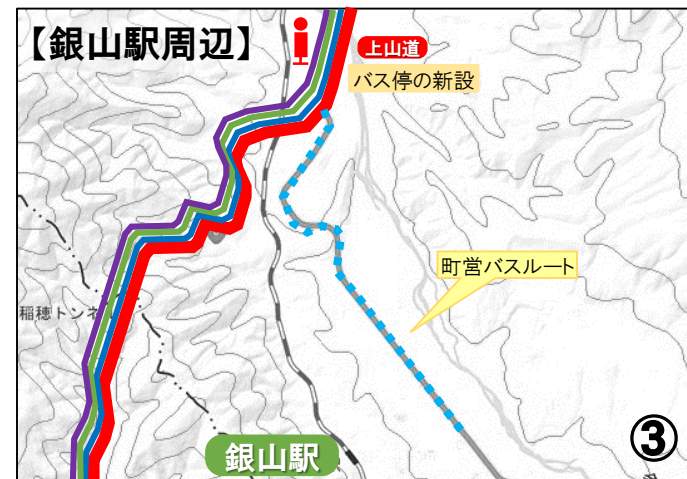 【銀山駅周辺】
上山道
バス停の新設
町営バスルート
稲穂トンネ
銀山駅
③